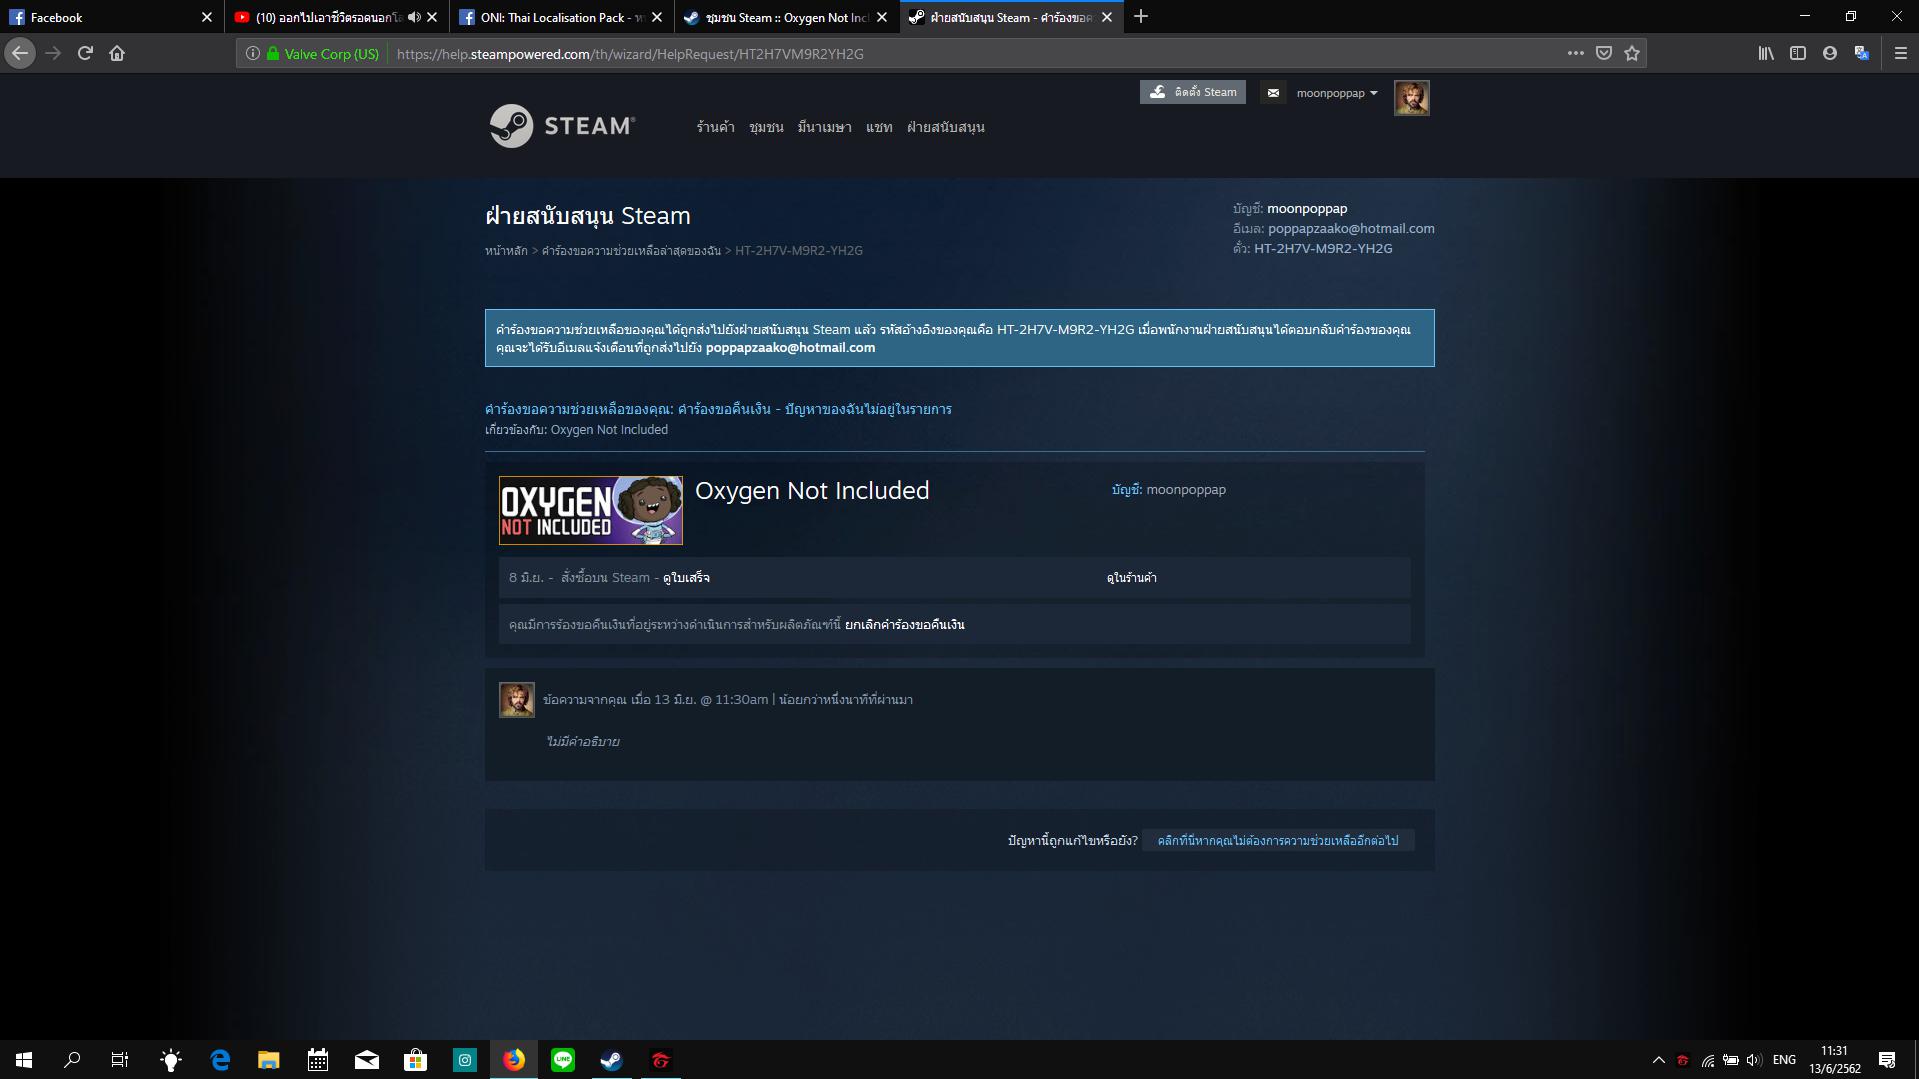 Facebook
(10) ออกไปเอาชีวิตรอดนอกโล
ONI: Thai Localisation Pack - ห
ชุมชน Steam :: Oxygen Not Incl
ฝ่ายสนับสนุน Steam - คำร้องขอค
Valve Corp (US)
https://help.steampowered.com/th/wizard/HelpRequest/HT2H7VM9R2YH2G
ติดตั้ง Steam
moonpoppap
STEAM®
ร้านค้า ชุมชน มีนาเมษา แชท ฝ่ายสนับสนุน
ฝ่ายสนับสนุน Steam
หน้าหลัก > คำร้องขอความช่วยเหลือล่าสุดของฉัน > HT-2H7V-M9R2-YH2G
บัญชี: moonpoppap
อีเมล: poppapzaako@hotmail.com
ตั๋ว: HT-2H7V-M9R2-YH2G
คำร้องขอความช่วยเหลือของคุณได้ถูกส่งไปยังฝ่ายสนับสนุน Steam แล้ว รหัสอ้างอิงของคุณคือ HT-2H7V-M9R2-YH2G เมื่อพนักงานฝ่ายสนับสนุนได้ตอบกลับคำร้องของคุณ
คุณจะได้รับอีเมลแจ้งเตือนที่ถูกส่งไปยัง poppapzaako@hotmail.com
คำร้องขอความช่วยเหลือของคุณ: คำร้องขอคืนเงิน - ปัญหาของฉันไม่อยู่ในรายการ
เกี่ยวข้องกับ: Oxygen Not Included
OXYGEN
NOT INCLUDED
Oxygen Not Included
บัญชี: moonpoppap
8 มิ.ย. - สั่งซื้อบน Steam - ดูใบเสร็จ
ดูในร้านค้า
คุณมีการร้องขอคืนเงินที่อยู่ระหว่างดำเนินการสำหรับผลิตภัณฑ์นี้ ยกเลิกคำร้องขอคืนเงิน
ข้อความจากคุณ เมื่อ 13 มิ.ย. @ 11:30am | น้อยกว่าหนึ่งนาทีที่ผ่านมา
ไม่มีคำอธิบาย
ปัญหานี้ถูกแก้ไขหรือยัง? คลิกที่นี่หากคุณไม่ต้องการความช่วยเหลืออีกต่อไป
LINE
ENG
11:31
13/6/2562